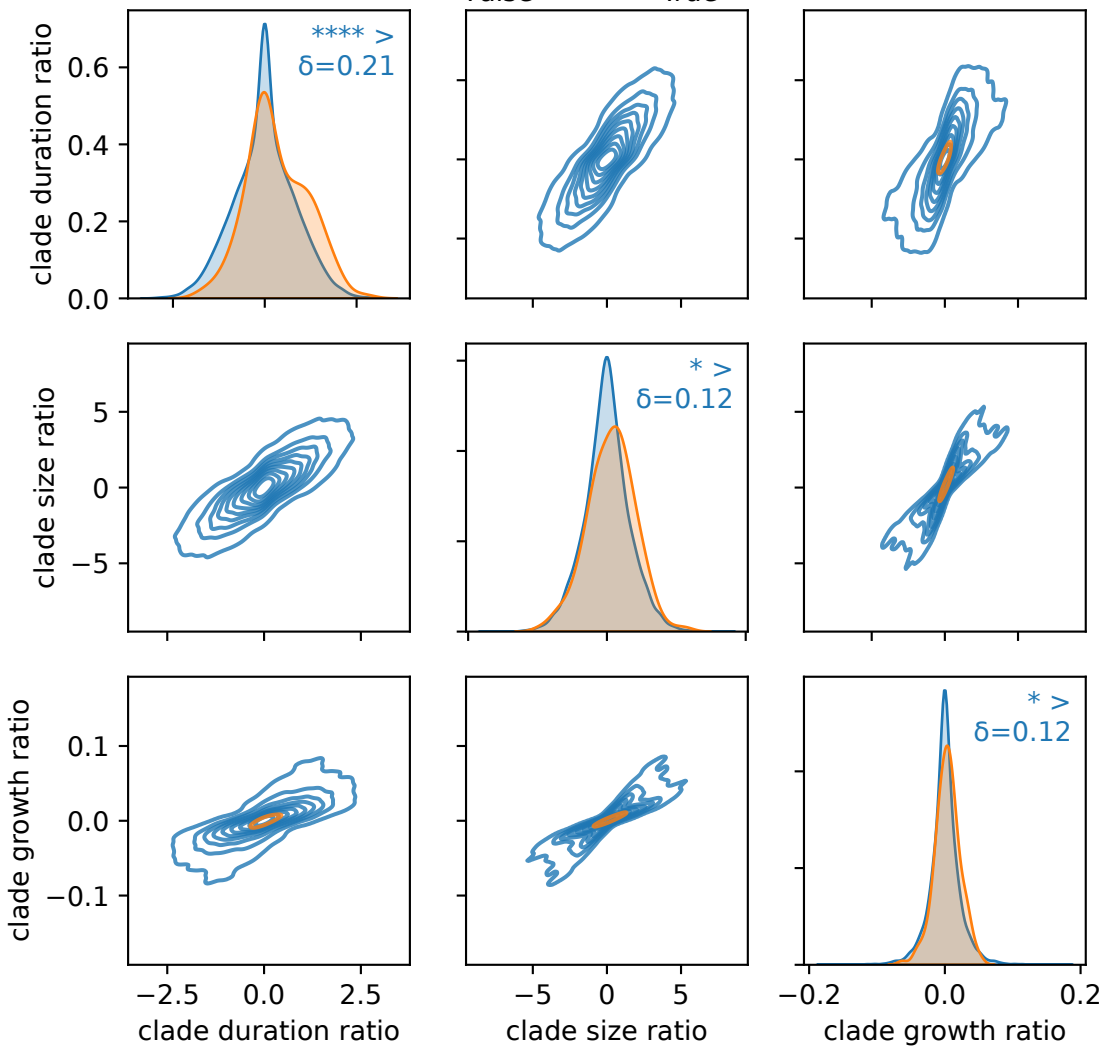 clade duration ratio
0.6
0.4
0.2
0.0
**** >
δ=0.21
clade size ratio
5
0
−5
* >
δ=0.12
clade growth ratio
0.1
0.0
−0.1
* >
δ=0.12
−2.5 0.0 2.5
−5 0 5
−0.2 0.0 0.2
clade duration ratio
clade size ratio
clade growth ratio